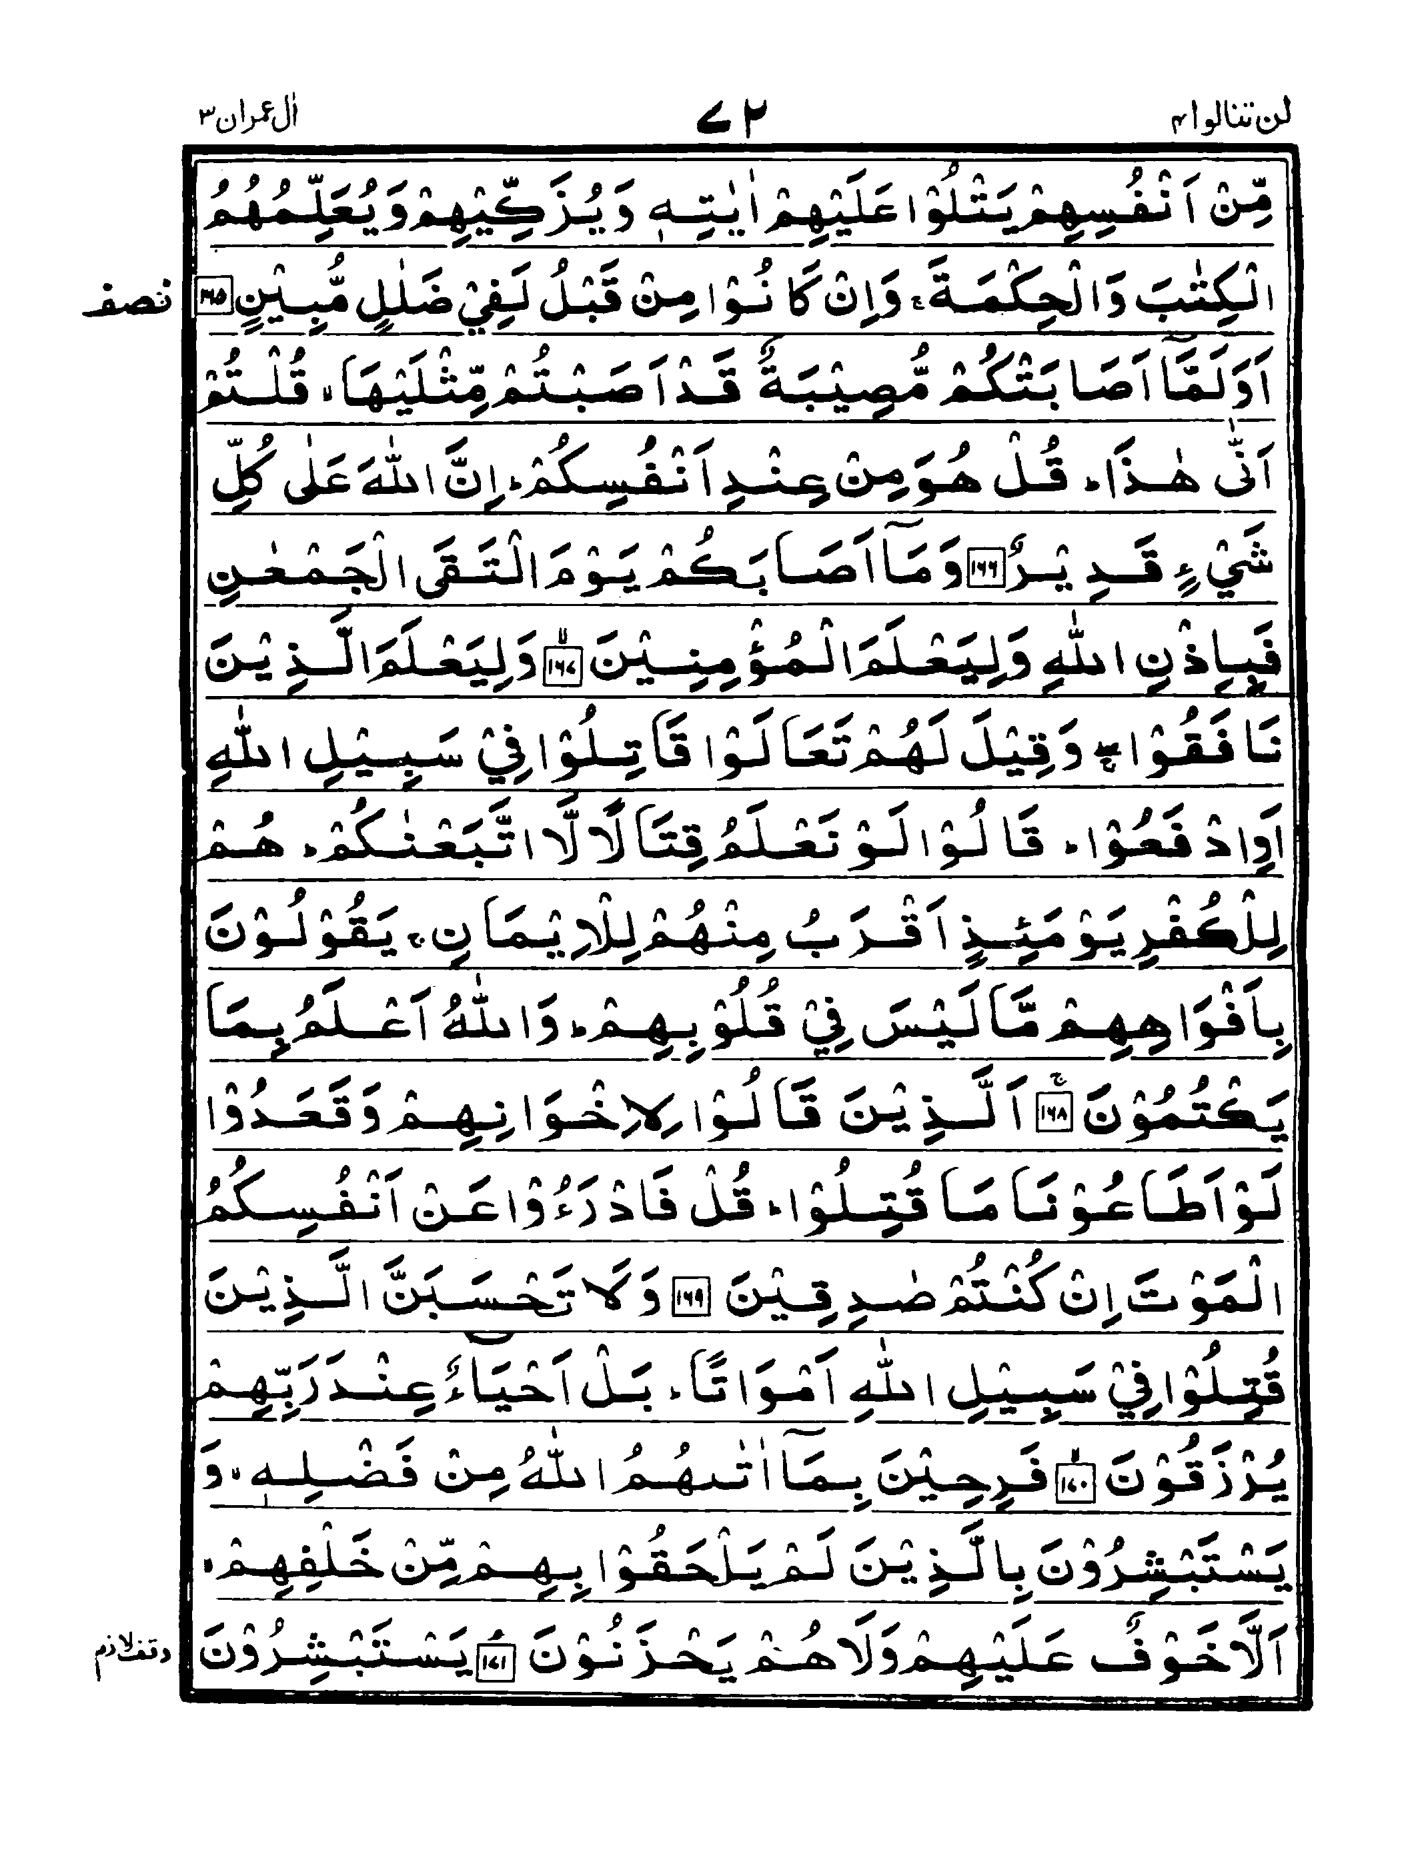 لن تنالوا ۴
۷۲
اٰل عمرٰن ۳
مِّنْ اَنْفُسِهِمْ يَتْلُوْا عَلَيْهِمْ اٰيٰتِهٖ وَيُزَكِّيْهِمْ وَيُعَلِّمُهُمُ
الْكِتٰبَ وَالْحِكْمَةَ ۚ وَاِنْ كَانُوْا مِنْ قَبْلُ لَفِيْ ضَلٰلٍ مُّبِيْنٍ ۱۶۵
نصف
اَوَلَمَّآ اَصَابَتْكُمْ مُّصِيْبَةٌ قَدْ اَصَبْتُمْ مِّثْلَيْهَا ۙ قُلْتُمْ
اَنّٰى هٰذَا ۭ قُلْ هُوَ مِنْ عِنْدِ اَنْفُسِكُمْ ۭ اِنَّ اللّٰهَ عَلٰى كُلِّ
شَيْءٍ قَدِيْرٌ ۱۶۶ وَمَآ اَصَابَكُمْ يَوْمَ الْتَقَى الْجَمْعٰنِ
فَبِاِذْنِ اللّٰهِ وَلِيَعْلَمَ الْمُؤْمِنِيْنَ ۱۶۷ۙ وَلِيَعْلَمَ الَّذِيْنَ
نَافَقُوْا ښ وَقِيْلَ لَهُمْ تَعَالَوْا قَاتِلُوْا فِيْ سَبِيْلِ اللّٰهِ
اَوِادْفَعُوْا ۭ قَالُوْا لَوْ نَعْلَمُ قِتَالًا لَّا اتَّبَعْنٰكُمْ ۭ هُمْ
لِلْكُفْرِ يَوْمَئِذٍ اَقْرَبُ مِنْهُمْ لِلْاِيْمَانِ ۚ يَقُوْلُوْنَ
بِاَفْوَاهِهِمْ مَّا لَيْسَ فِيْ قُلُوْبِهِمْ ۭ وَاللّٰهُ اَعْلَمُ بِمَا
يَكْتُمُوْنَ ۱۶۸ۚ اَلَّذِيْنَ قَالُوْا لِاِخْوَانِهِمْ وَقَعَدُوْا
لَوْ اَطَاعُوْنَا مَا قُتِلُوْا ۭ قُلْ فَادْرَءُوْا عَنْ اَنْفُسِكُمُ
الْمَوْتَ اِنْ كُنْتُمْ صٰدِقِيْنَ ۱۶۹ وَلَا تَحْسَبَنَّ الَّذِيْنَ
قُتِلُوْا فِيْ سَبِيْلِ اللّٰهِ اَمْوَاتًا ۭ بَلْ اَحْيَاءٌ عِنْدَ رَبِّهِمْ
يُرْزَقُوْنَ ۱۷۰ۙ فَرِحِيْنَ بِمَآ اٰتٰىهُمُ اللّٰهُ مِنْ فَضْلِهٖ ۙ وَ
يَسْتَبْشِرُوْنَ بِالَّذِيْنَ لَمْ يَلْحَقُوْا بِهِمْ مِّنْ خَلْفِهِمْ ۙ
اَلَّا خَوْفٌ عَلَيْهِمْ وَلَا هُمْ يَحْزَنُوْنَ ۱۷۱ۘ يَسْتَبْشِرُوْنَ
وقف لازم